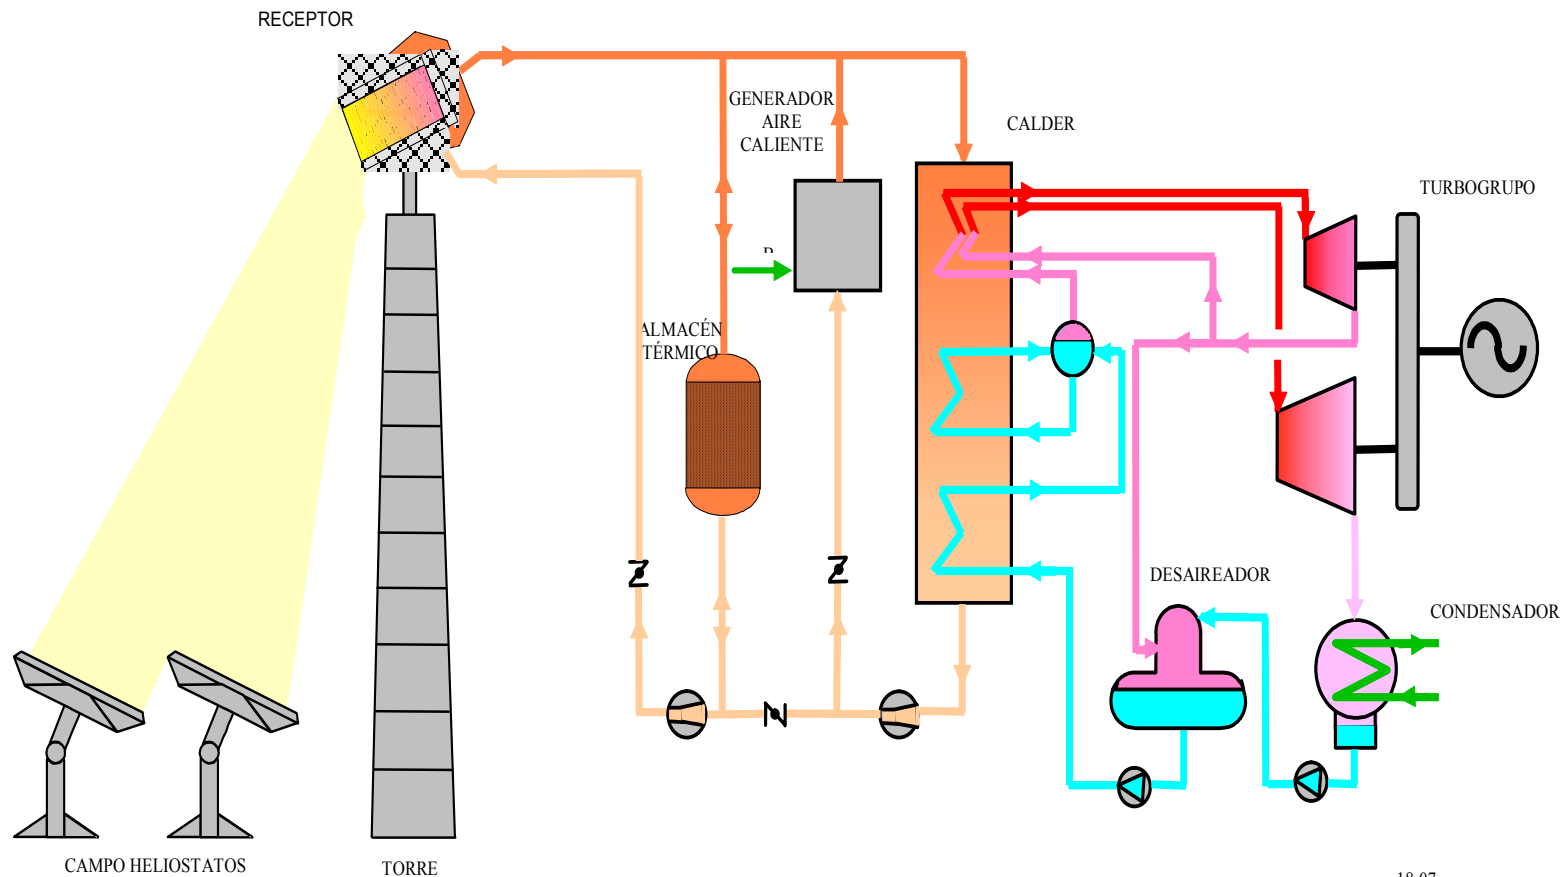 RECEPTOR
GENERADOR
AIRE
CALIENTE
CALDER
TURBOGRUPO
ALMACÉN
TÉRMICO
DESAIREADOR
CONDENSADOR
CAMPO HELIOSTATOS
TORRE